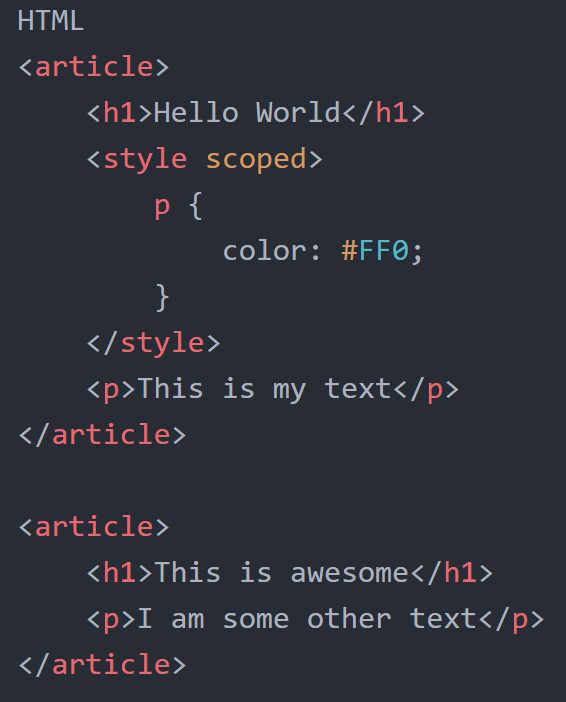 HTML
<article>
    <h1>Hello World</h1>
    <style scoped>
        p {
            color: #FF0;
        }
    </style>
    <p>This is my text</p>
</article>

<article>
    <h1>This is awesome</h1>
    <p>I am some other text</p>
</article>